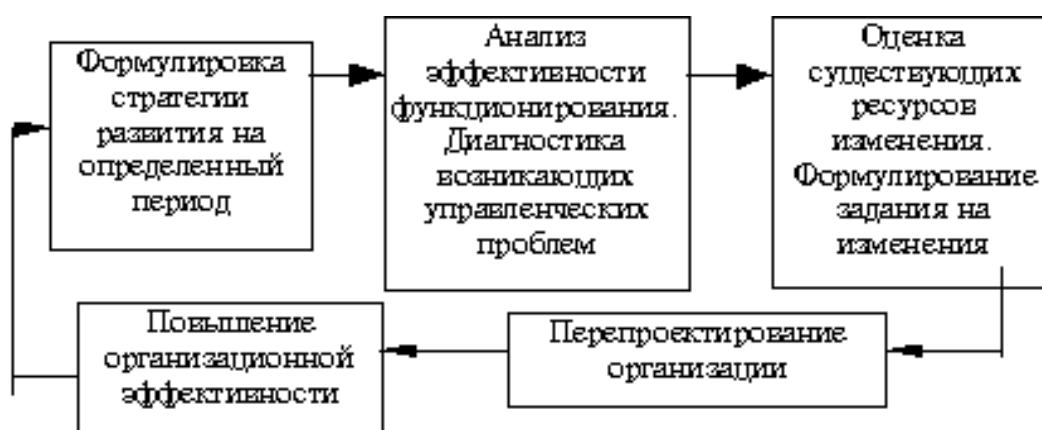 Формулировка
стратегии
развития на
определенный
период
Анализ
эффективности
функционирования.
Диагностика
возникающих
управленческих
проблем
Оценка
существующих
ресурсов
изменения.
Формулирование
задания на
изменения
Перепроектирование
организации
Повышение
организационной
эффективности